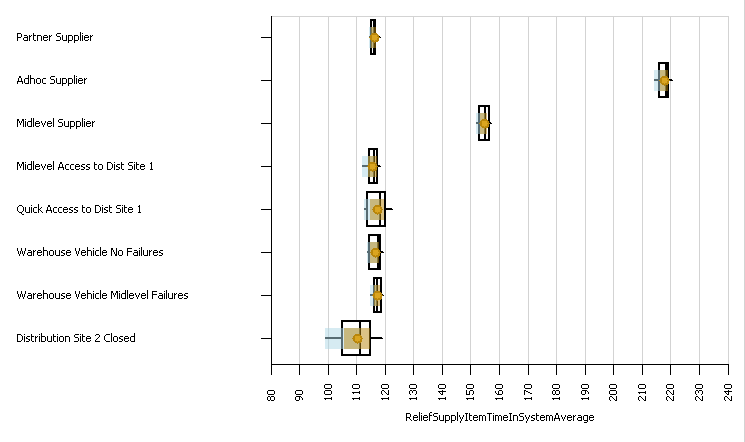 Partner Supplier
Adhoc Supplier
Midlevel Supplier
Midlevel Access to Dist Site 1
Quick Access to Dist Site 1
Warehouse Vehicle No Failures
Warehouse Vehicle Midlevel Failures
Distribution Site 2 Closed
80 90 100 110 120 130 140 150 160 170 180 190 200 210 220 230 240
ReliefSupplyItemTimeInSystemAverage